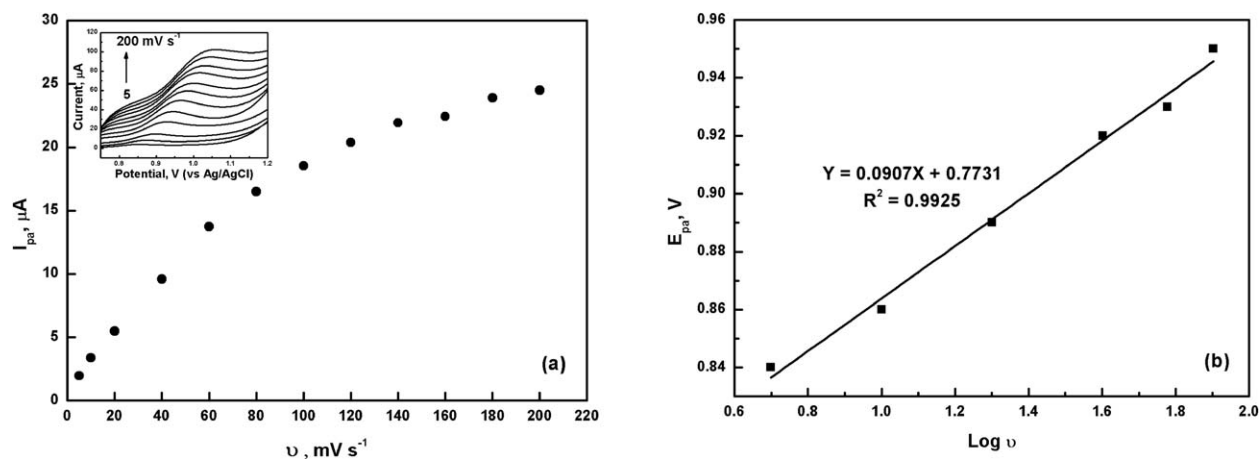 30
25
20
15
10
5
0
I_pa, μA
120
100
80
60
40
20
0
Current, μA
200 mV s⁻¹
5
0.8 0.9 1.0 1.1 1.2
Potential, V (vs Ag/AgCl)
(a)
0 20 40 60 80 100 120 140 160 180 200 220
υ , mV s⁻¹
0.96
0.94
0.92
0.90
0.88
0.86
0.84
E_pa, V
Y = 0.0907X + 0.7731
R² = 0.9925
(b)
0.6 0.8 1.0 1.2 1.4 1.6 1.8 2.0
Log υ